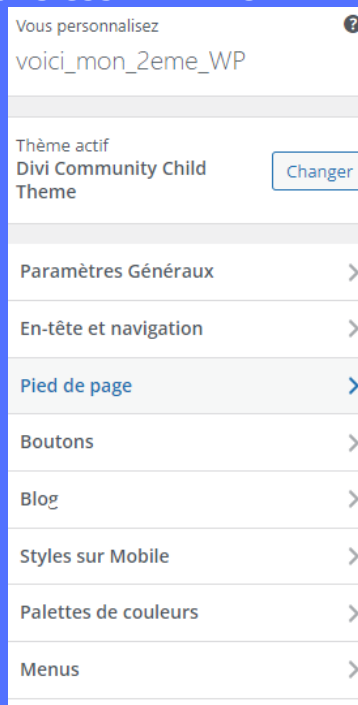 Vous personnalisez
voici_mon_2eme_WP
Thème actif
Divi Community Child
Theme
Changer
Paramètres Généraux
En-tête et navigation
Pied de page
Boutons
Blog
Styles sur Mobile
Palettes de couleurs
Menus